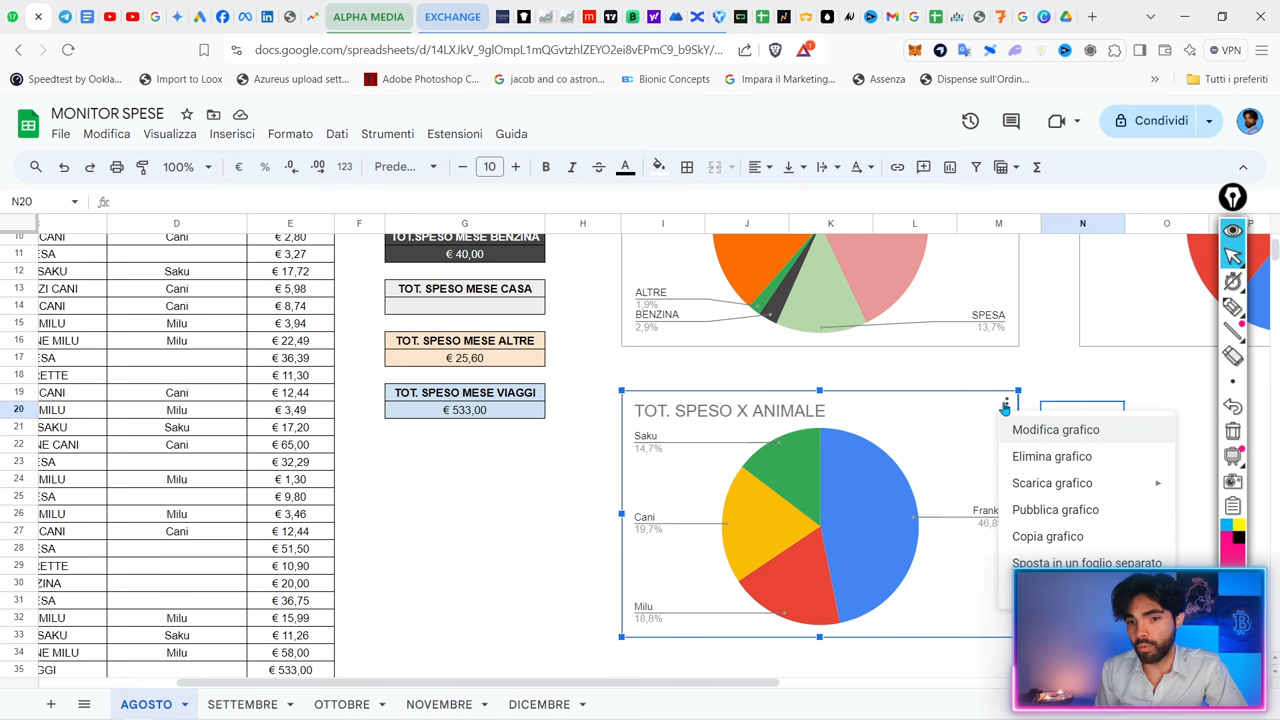 ALPHA MEDIA
EXCHANGE
docs.google.com/spreadsheets/d/14LXJkV_9glOmpL1mQGvtzhIZEYO2ei8vEPmC9_b9SkY/...
1
VPN
Speedtest by Ookla...
Import to Loox
Azureus upload sett...
Adobe Photoshop C...
jacob and co astron...
Bionic Concepts
Impara il Marketing...
Assenza
Dispense sull'Ordin...
Tutti i preferiti
MONITOR SPESE
File
Modifica
Visualizza
Inserisci
Formato
Dati
Strumenti
Estensioni
Guida
Condividi
100%
€
%
.0
.00
123
Prede...
10
B
I
S
A
N20
fx
D
E
F
G
H
I
J
K
L
M
N
O
P
10 CANI Cani € 2,80
11 ESA € 3,27
12 SAKU Saku € 17,72
13 ZI CANI Cani € 5,98
14 CANI Cani € 8,74
15 MILU Milu € 3,94
16 NE MILU Milu € 22,49
17 ESA € 36,39
18 RETTE € 11,30
19 CANI Cani € 12,44
20 MILU Milu € 3,49
21 SAKU Saku € 17,20
22 NE CANI Cani € 65,00
23 ESA € 32,29
24 MILU Milu € 1,30
25 ESA € 9,80
26 MILU Milu € 3,46
27 CANI Cani € 12,44
28 ESA € 51,50
29 RETTE € 10,90
30 ZINA € 20,00
31 ESA € 36,75
32 MILU Milu € 15,99
33 SAKU Saku € 11,26
34 NE MILU Milu € 58,00
35 GGI € 533,00
TOT.SPESO MESE BENZINA
€ 40,00
TOT. SPESO MESE CASA
TOT. SPESO MESE ALTRE
€ 25,60
TOT. SPESO MESE VIAGGI
€ 533,00
ALTRE
1,9%
BENZINA
2,9%
SPESA
13,7%
TOT. SPESO X ANIMALE
Saku
14,7%
Cani
19,7%
Milu
18,8%
Frank
46,8%
Modifica grafico
Elimina grafico
Scarica grafico
Pubblica grafico
Copia grafico
Sposta in un foglio separato
AGOSTO
SETTEMBRE
OTTOBRE
NOVEMBRE
DICEMBRE